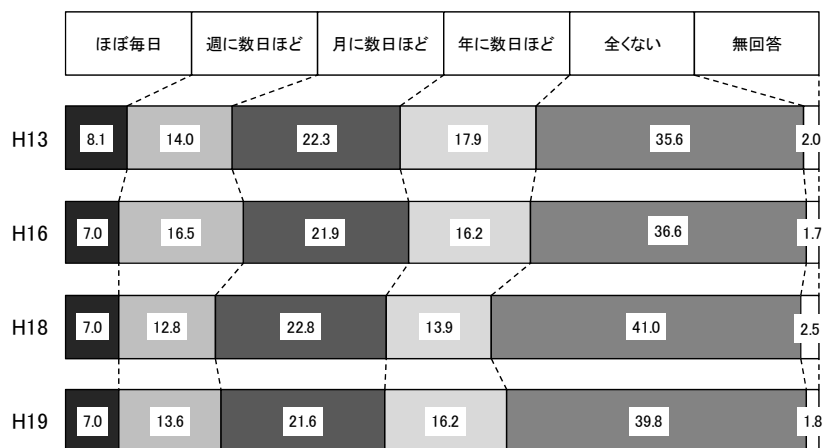 ほぼ毎日 週に数日ほど 月に数日ほど 年に数日ほど 全くない 無回答
H13 8.1 14.0 22.3 17.9 35.6 2.0
H16 7.0 16.5 21.9 16.2 36.6 1.7
H18 7.0 12.8 22.8 13.9 41.0 2.5
H19 7.0 13.6 21.6 16.2 39.8 1.8